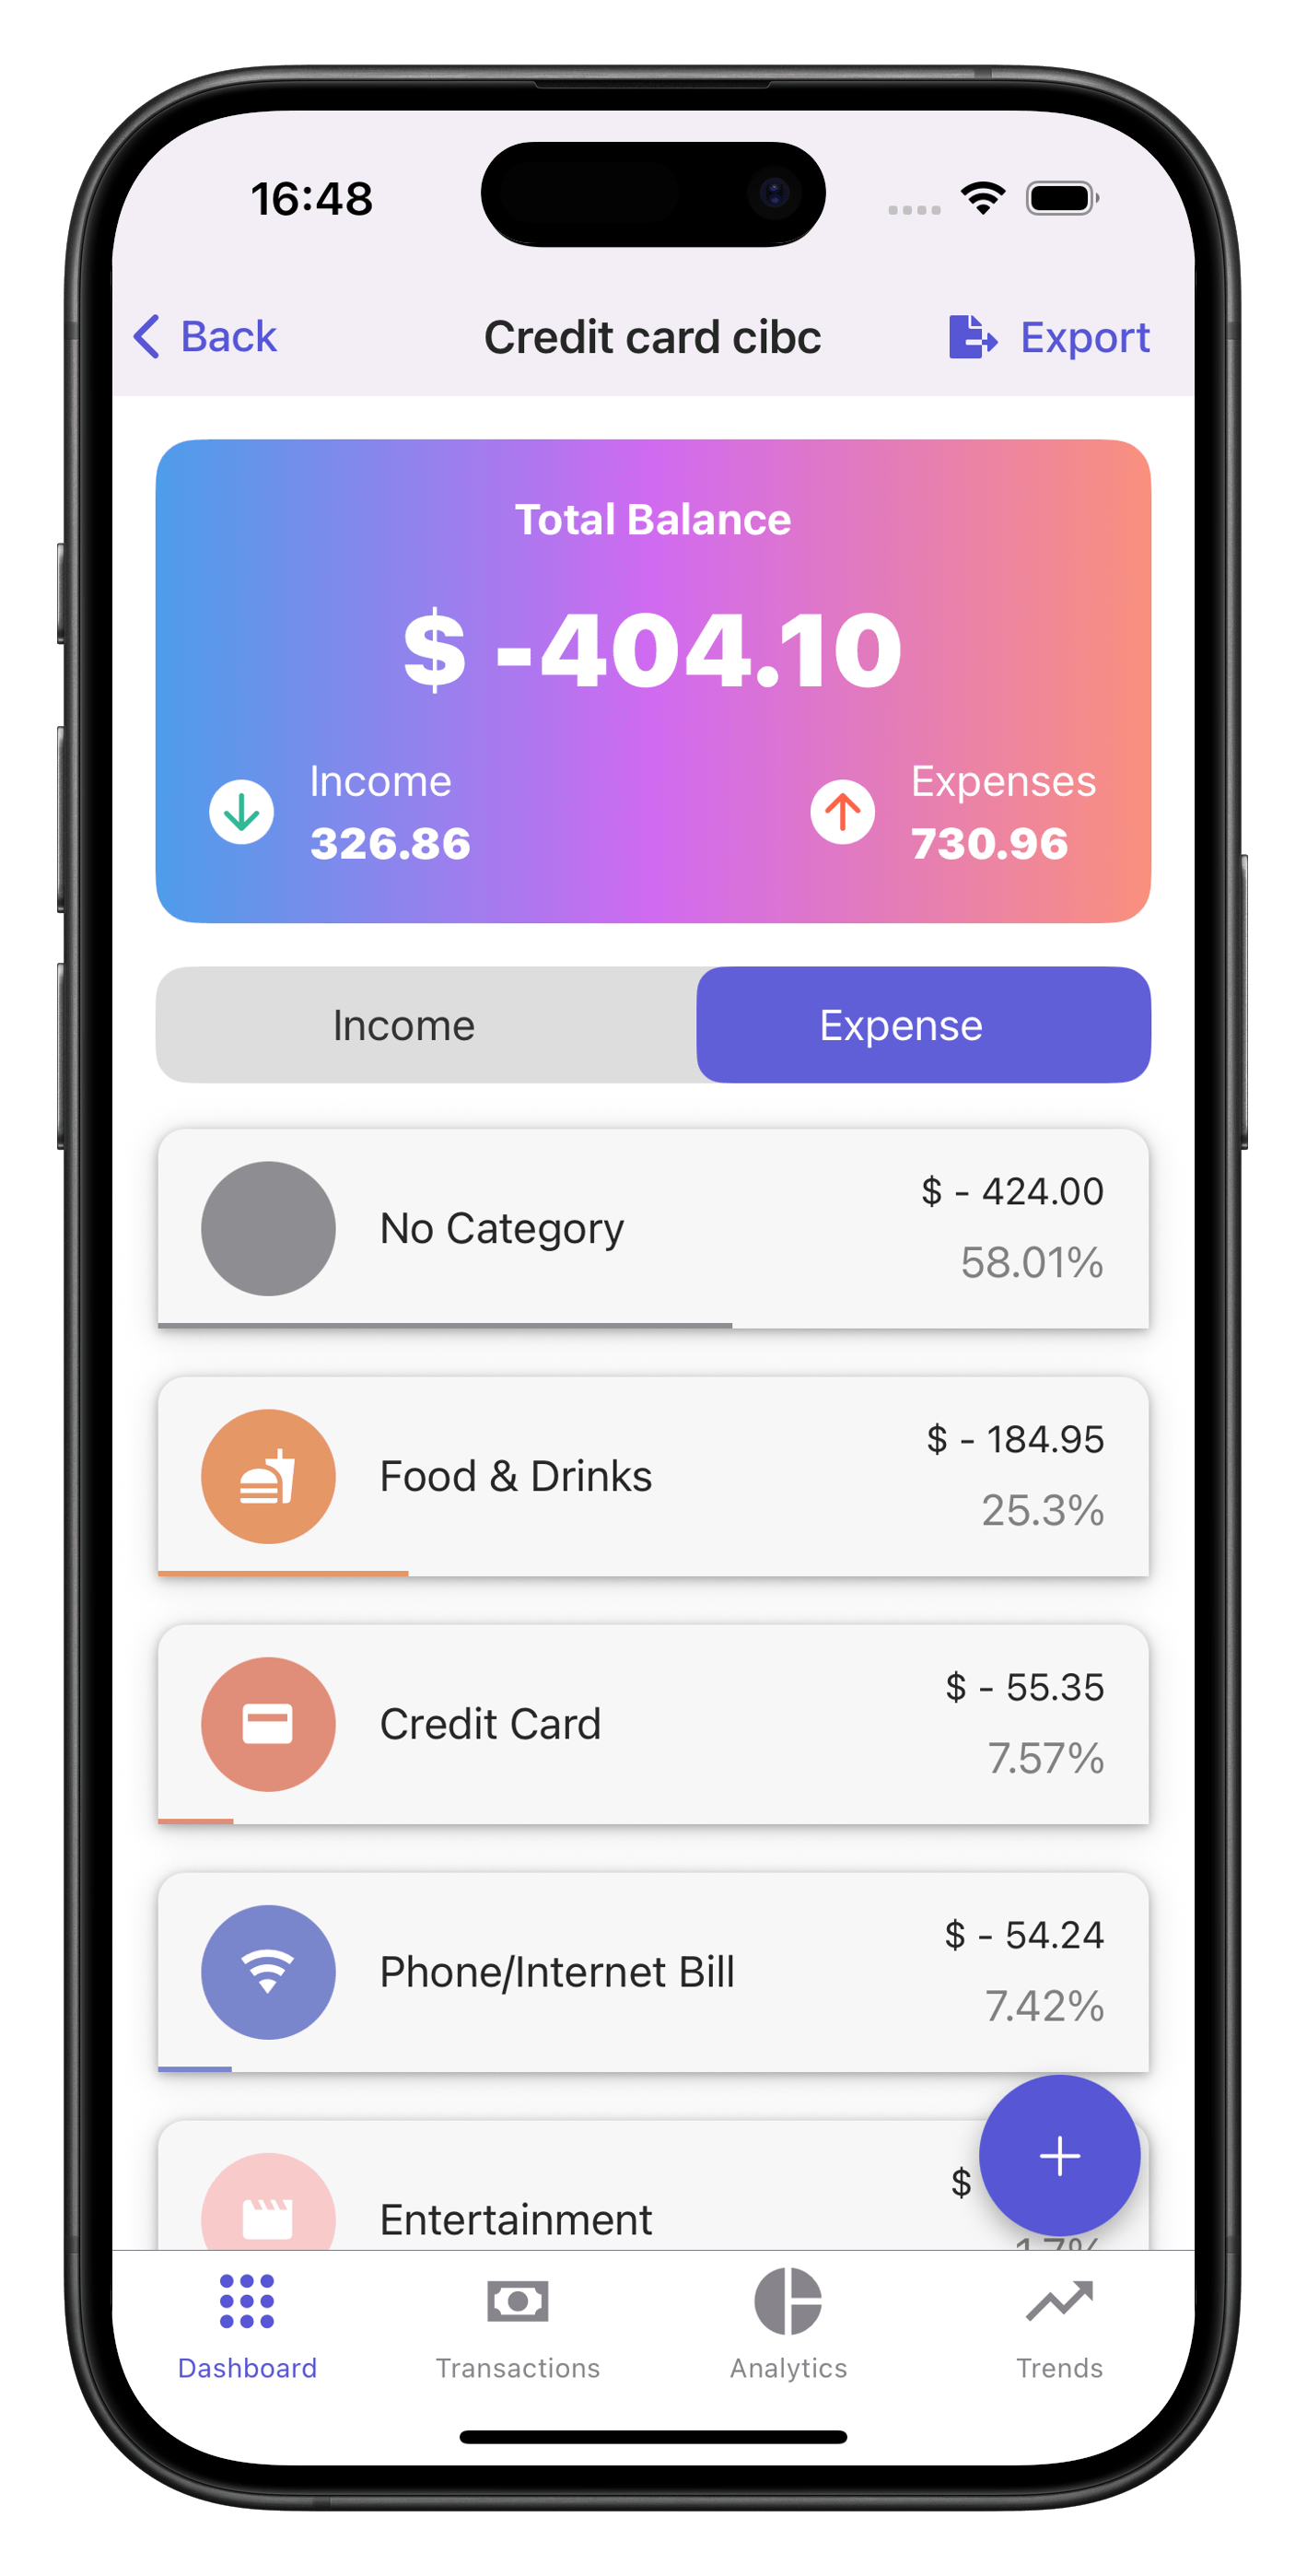 16:48
Back
Credit card cibc
Export
Total Balance
$ -404.10
Income
326.86
Expenses
730.96
Income
Expense
No Category
$ - 424.00
58.01%
Food & Drinks
$ - 184.95
25.3%
Credit Card
$ - 55.35
7.57%
Phone/Internet Bill
$ - 54.24
7.42%
Entertainment
$
Dashboard
Transactions
Analytics
Trends